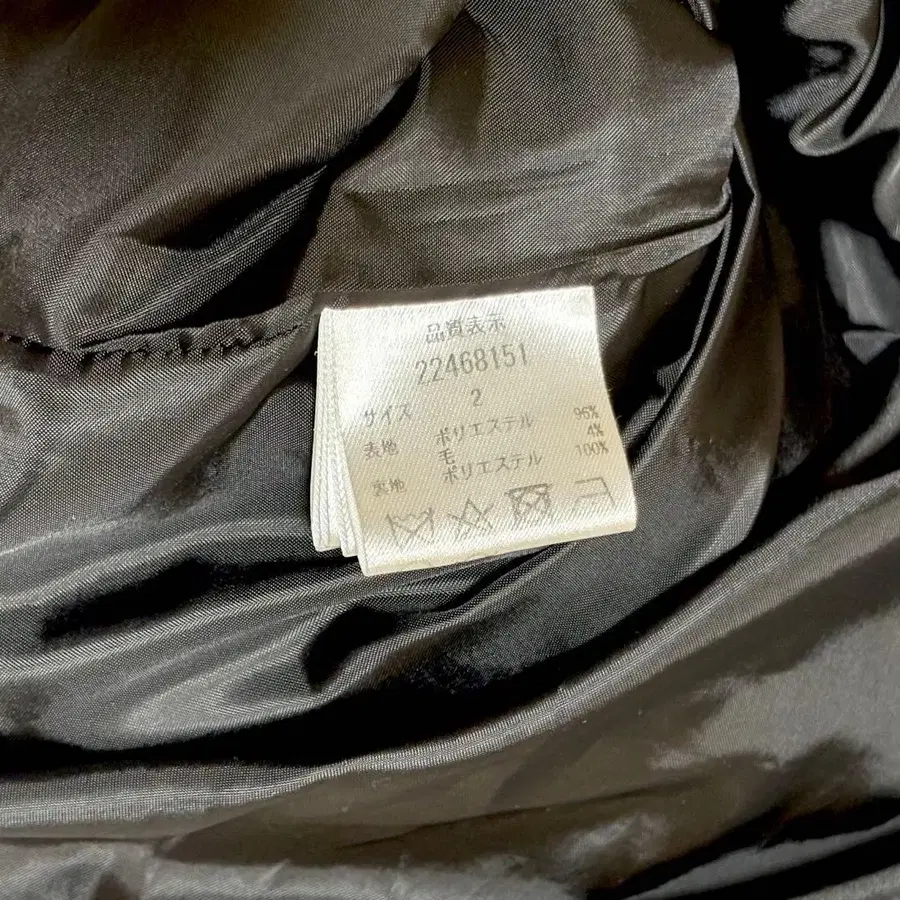 品質表示
22468151
サイズ 2
表地 ポリエステル 96%
毛 4%
裏地 ポリエステル 100%